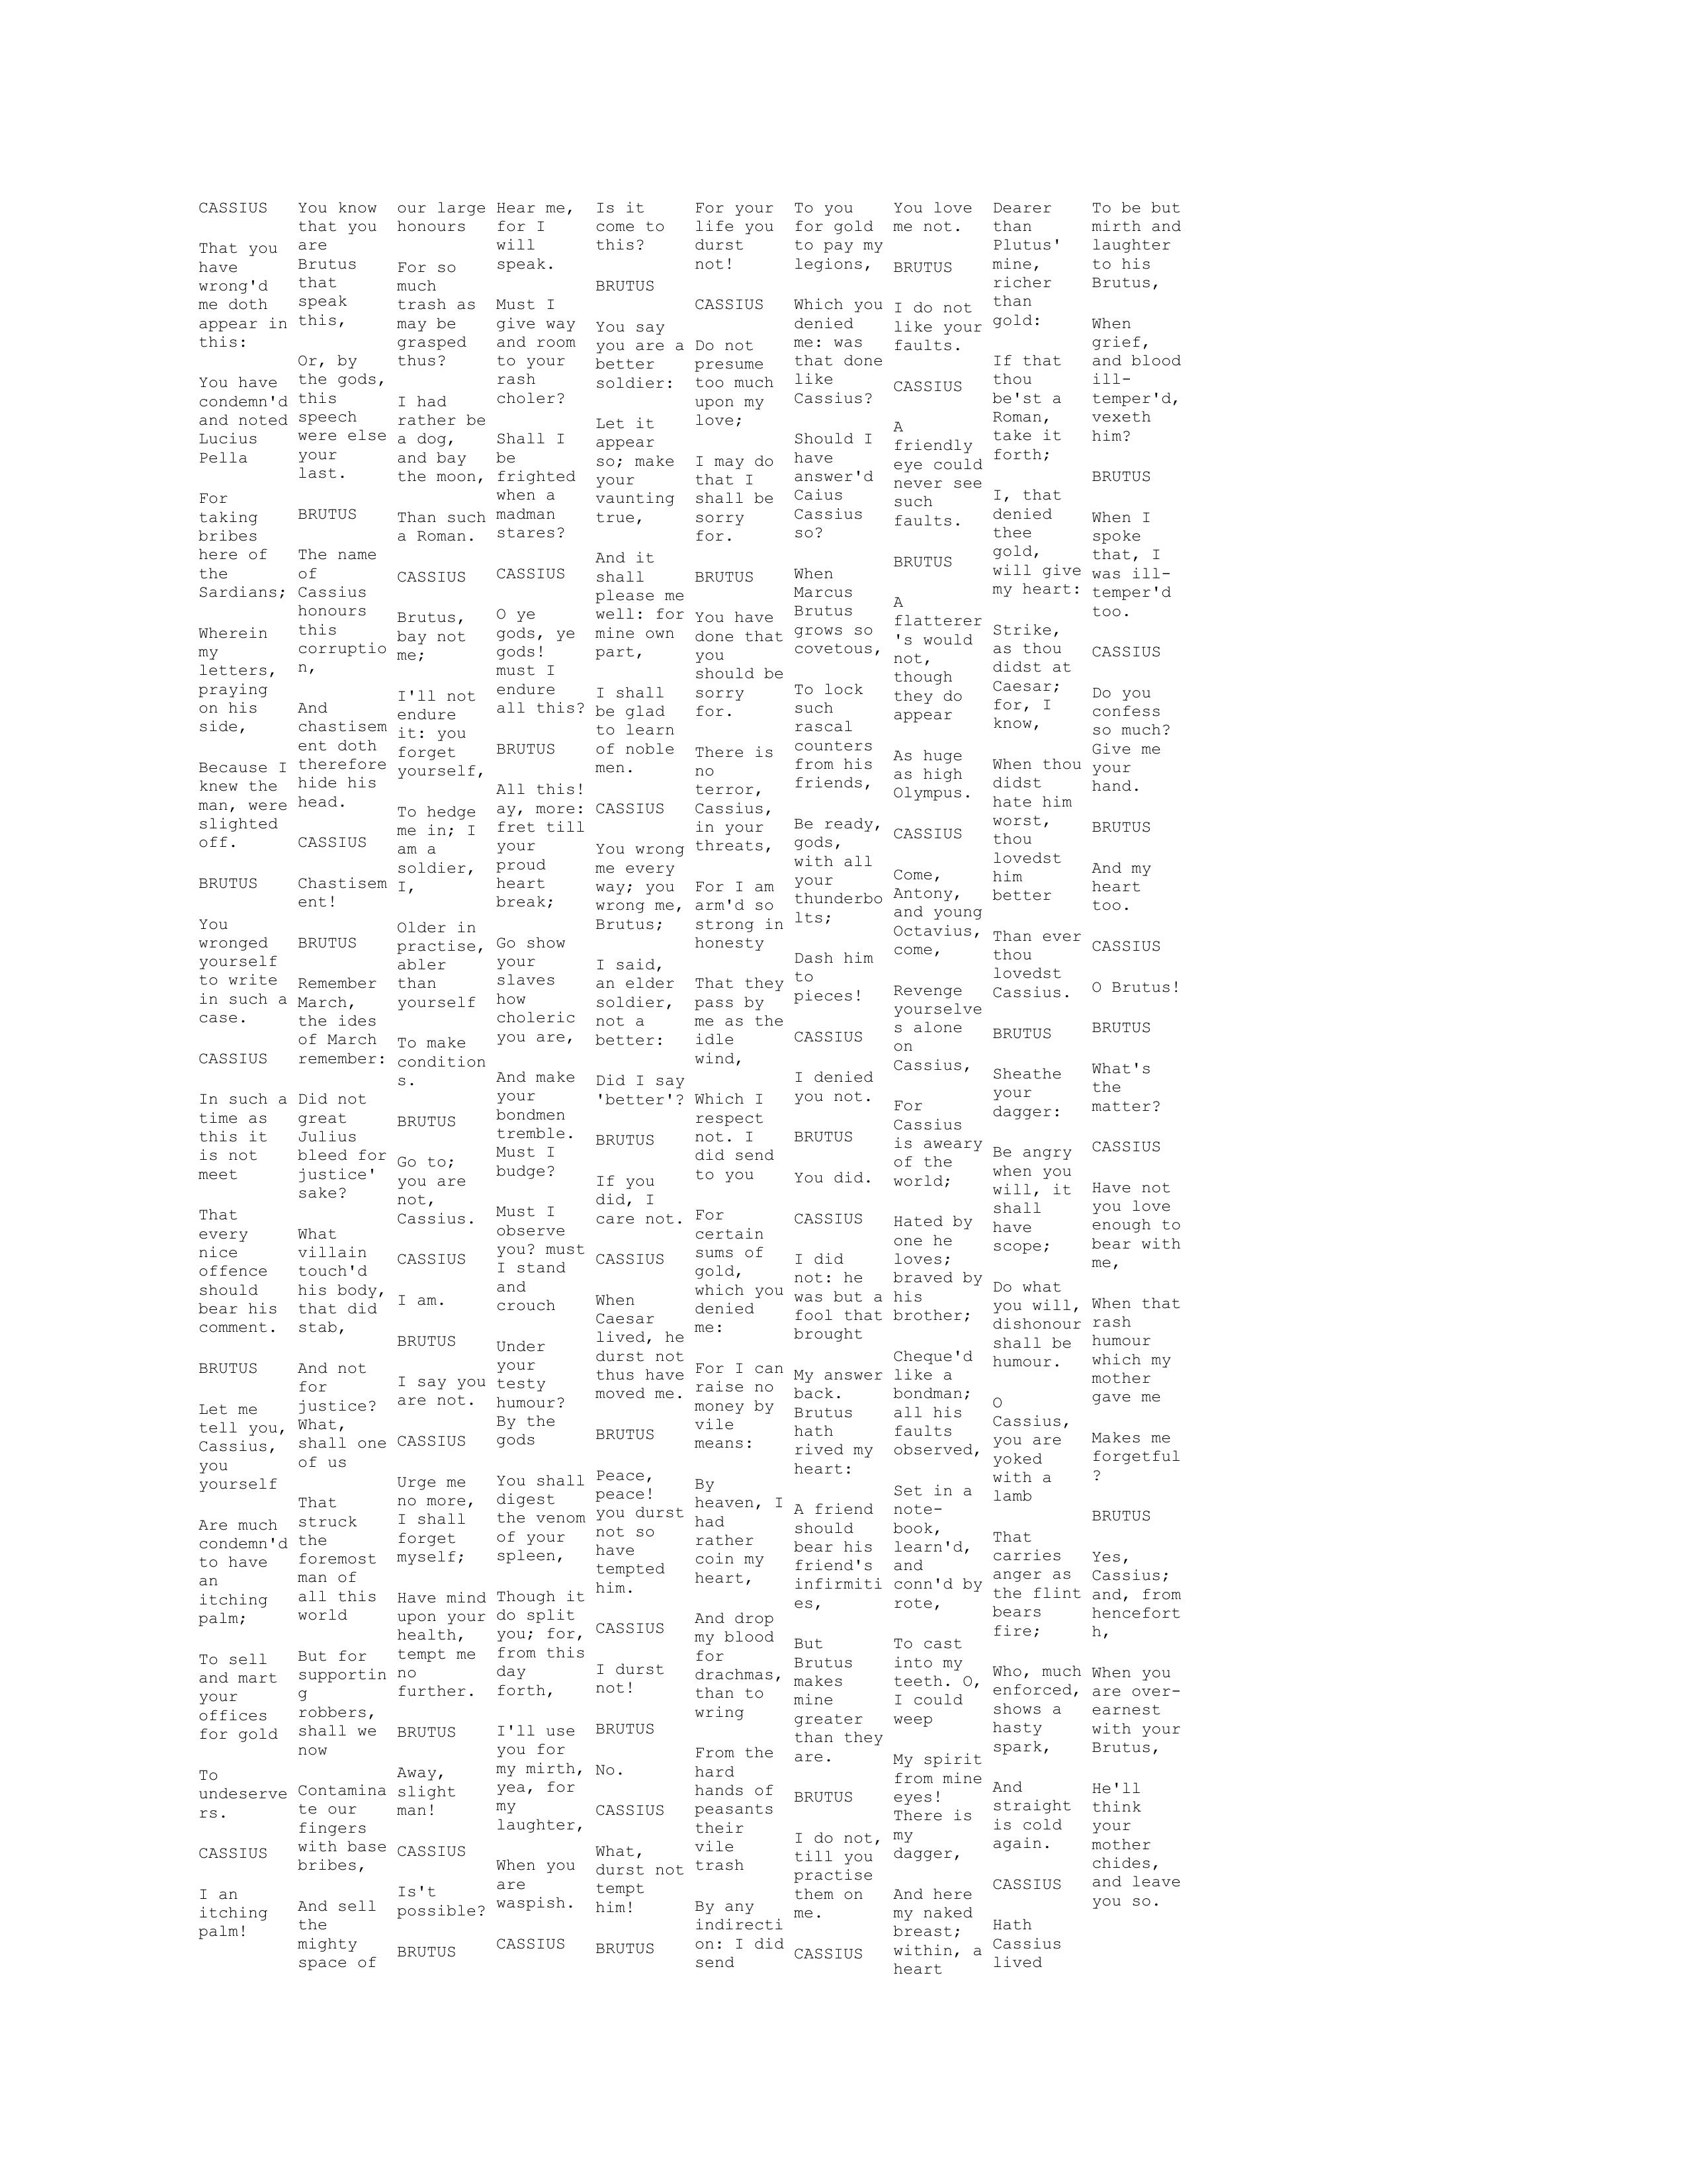 CASSIUS
That you
have
wrong'd
me doth
appear in
this:
You have
condemn'd
and noted
Lucius
Pella
For
taking
bribes
here of
the
Sardians;
Wherein
my
letters,
praying
on his
side,
Because I
knew the
man, were
slighted
off.
BRUTUS
You
wronged
yourself
to write
in such a
case.
CASSIUS
In such a
time as
this it
is not
meet
That
every
nice
offence
should
bear his
comment.
BRUTUS
Let me
tell you,
Cassius,
you
yourself
Are much
condemn'd
to have
an
itching
palm;
To sell
and mart
your
offices
for gold
To
undeserve
rs.
CASSIUS
I an
itching
palm!
You know
that you
are
Brutus
that
speak
this,
Or, by
the gods,
this
speech
were else
your
last.
BRUTUS
The name
of
Cassius
honours
this
corruptio
n,
And
chastisem
ent doth
therefore
hide his
head.
CASSIUS
Chastisem
ent!
BRUTUS
Remember
March,
the ides
of March
remember:
Did not
great
Julius
bleed for
justice'
sake?
What
villain
touch'd
his body,
that did
stab,
And not
for
justice?
What,
shall one
of us
That
struck
the
foremost
man of
all this
world
But for
supportin
g
robbers,
shall we
now
Contamina
te our
fingers
with base
bribes,
And sell
the
mighty
space of
our large
honours
For so
much
trash as
may be
grasped
thus?
I had
rather be
a dog,
and bay
the moon,
Than such
a Roman.
CASSIUS
Brutus,
bay not
me;
I'll not
endure
it: you
forget
yourself,
To hedge
me in; I
am a
soldier,
I,
Older in
practise,
abler
than
yourself
To make
condition
s.
BRUTUS
Go to;
you are
not,
Cassius.
CASSIUS
I am.
BRUTUS
I say you
are not.
CASSIUS
Urge me
no more,
I shall
forget
myself;
Have mind
upon your
health,
tempt me
no
further.
BRUTUS
Away,
slight
man!
CASSIUS
Is't
possible?
BRUTUS
Hear me,
for I
will
speak.
Must I
give way
and room
to your
rash
choler?
Shall I
be
frighted
when a
madman
stares?
CASSIUS
O ye
gods, ye
gods!
must I
endure
all this?
BRUTUS
All this!
ay, more:
fret till
your
proud
heart
break;
Go show
your
slaves
how
choleric
you are,
And make
your
bondmen
tremble.
Must I
budge?
Must I
observe
you? must
I stand
and
crouch
Under
your
testy
humour?
By the
gods
You shall
digest
the venom
of your
spleen,
Though it
do split
you; for,
from this
day
forth,
I'll use
you for
my mirth,
yea, for
my
laughter,
When you
are
waspish.
CASSIUS
Is it
come to
this?
BRUTUS
You say
you are a
better
soldier:
Let it
appear
so; make
your
vaunting
true,
And it
shall
please me
well: for
mine own
part,
I shall
be glad
to learn
of noble
men.
CASSIUS
You wrong
me every
way; you
wrong me,
Brutus;
I said,
an elder
soldier,
not a
better:
Did I say
'better'?
BRUTUS
If you
did, I
care not.
CASSIUS
When
Caesar
lived, he
durst not
thus have
moved me.
BRUTUS
Peace,
peace!
you durst
not so
have
tempted
him.
CASSIUS
I durst
not!
BRUTUS
No.
CASSIUS
What,
durst not
tempt
him!
BRUTUS
For your
life you
durst
not!
CASSIUS
Do not
presume
too much
upon my
love;
I may do
that I
shall be
sorry
for.
BRUTUS
You have
done that
you
should be
sorry
for.
There is
no
terror,
Cassius,
in your
threats,
For I am
arm'd so
strong in
honesty
That they
pass by
me as the
idle
wind,
Which I
respect
not. I
did send
to you
For
certain
sums of
gold,
which you
denied
me:
For I can
raise no
money by
vile
means:
By
heaven, I
had
rather
coin my
heart,
And drop
my blood
for
drachmas,
than to
wring
From the
hard
hands of
peasants
their
vile
trash
By any
indirecti
on: I did
send
To you
for gold
to pay my
legions,
Which you
denied
me: was
that done
like
Cassius?
Should I
have
answer'd
Caius
Cassius
so?
When
Marcus
Brutus
grows so
covetous,
To lock
such
rascal
counters
from his
friends,
Be ready,
gods,
with all
your
thunderbo
lts;
Dash him
to
pieces!
CASSIUS
I denied
you not.
BRUTUS
You did.
CASSIUS
I did
not: he
was but a
fool that
brought
My answer
back.
Brutus
hath
rived my
heart:
A friend
should
bear his
friend's
infirmiti
es,
But
Brutus
makes
mine
greater
than they
are.
BRUTUS
I do not,
till you
practise
them on
me.
CASSIUS
You love
me not.
BRUTUS
I do not
like your
faults.
CASSIUS
A
friendly
eye could
never see
such
faults.
BRUTUS
A
flatterer
's would
not,
though
they do
appear
As huge
as high
Olympus.
CASSIUS
Come,
Antony,
and young
Octavius,
come,
Revenge
yourselve
s alone
on
Cassius,
For
Cassius
is aweary
of the
world;
Hated by
one he
loves;
braved by
his
brother;
Cheque'd
like a
bondman;
all his
faults
observed,
Set in a
note-
book,
learn'd,
and
conn'd by
rote,
To cast
into my
teeth. O,
I could
weep
My spirit
from mine
eyes!
There is
my
dagger,
And here
my naked
breast;
within, a
heart
Dearer
than
Plutus'
mine,
richer
than
gold:
If that
thou
be'st a
Roman,
take it
forth;
I, that
denied
thee
gold,
will give
my heart:
Strike,
as thou
didst at
Caesar;
for, I
know,
When thou
didst
hate him
worst,
thou
lovedst
him
better
Than ever
thou
lovedst
Cassius.
BRUTUS
Sheathe
your
dagger:
Be angry
when you
will, it
shall
have
scope;
Do what
you will,
dishonour
shall be
humour.
O
Cassius,
you are
yoked
with a
lamb
That
carries
anger as
the flint
bears
fire;
Who, much
enforced,
shows a
hasty
spark,
And
straight
is cold
again.
CASSIUS
Hath
Cassius
lived
To be but
mirth and
laughter
to his
Brutus,
When
grief,
and blood
ill-
temper'd,
vexeth
him?
BRUTUS
When I
spoke
that, I
was ill-
temper'd
too.
CASSIUS
Do you
confess
so much?
Give me
your
hand.
BRUTUS
And my
heart
too.
CASSIUS
O Brutus!
BRUTUS
What's
the
matter?
CASSIUS
Have not
you love
enough to
bear with
me,
When that
rash
humour
which my
mother
gave me
Makes me
forgetful
?
BRUTUS
Yes,
Cassius;
and, from
hencefort
h,
When you
are over-
earnest
with your
Brutus,
He'll
think
your
mother
chides,
and leave
you so.